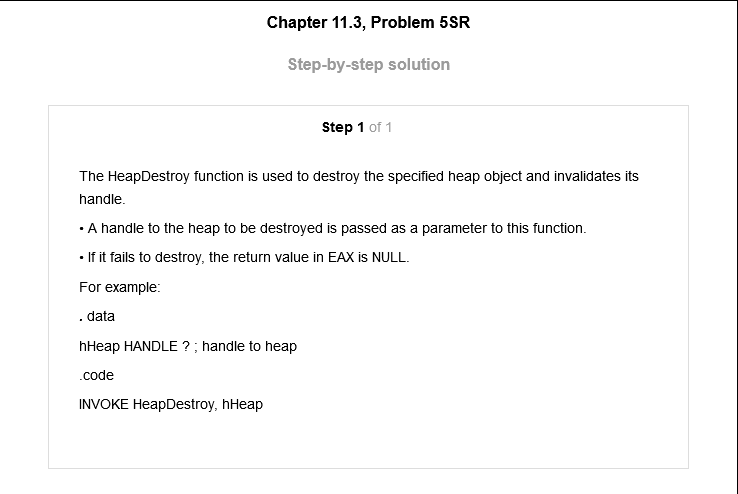 Chapter 11.3, Problem 5SR
Step-by-step solution
Step 1 of 1
The HeapDestroy function is used to destroy the specified heap object and invalidates its
handle.
• A handle to the heap to be destroyed is passed as a parameter to this function.
• If it fails to destroy, the return value in EAX is NULL.
For example:
. data
hHeap HANDLE ? ; handle to heap
.code
INVOKE HeapDestroy, hHeap